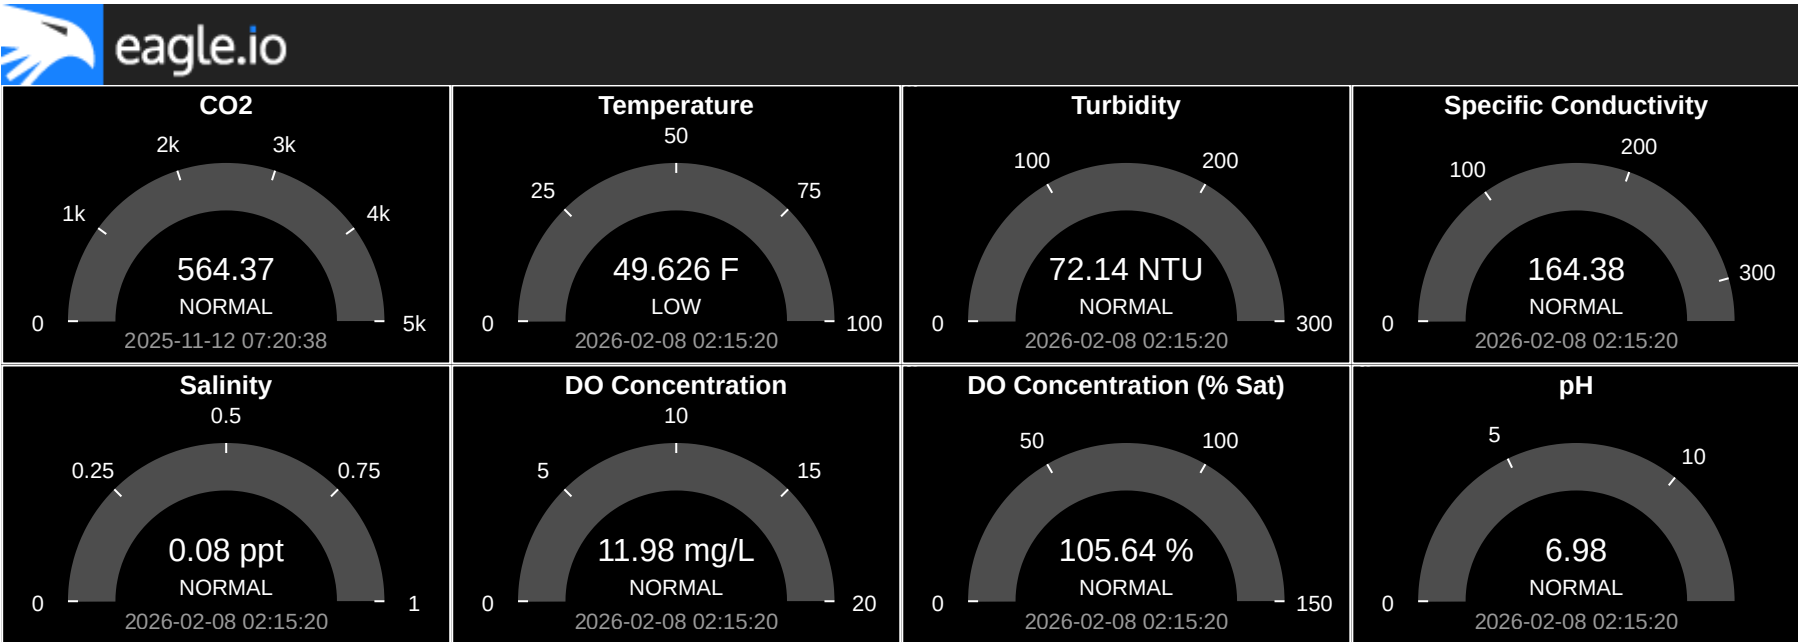 eagle.io
CO2
2k 3k
1k 4k
564.37
NORMAL
0 5k
2025-11-12 07:20:38
Temperature
50
25 75
49.626 F
LOW
0 100
2026-02-08 02:15:20
Turbidity
100 200
72.14 NTU
NORMAL
0 300
2026-02-08 02:15:20
Specific Conductivity
200
100
300
164.38
NORMAL
0
2026-02-08 02:15:20
Salinity
0.5
0.25 0.75
0.08 ppt
NORMAL
0 1
2026-02-08 02:15:20
DO Concentration
10
5 15
11.98 mg/L
NORMAL
0 20
2026-02-08 02:15:20
DO Concentration (% Sat)
50 100
105.64 %
NORMAL
0 150
2026-02-08 02:15:20
pH
5
10
6.98
NORMAL
0
2026-02-08 02:15:20